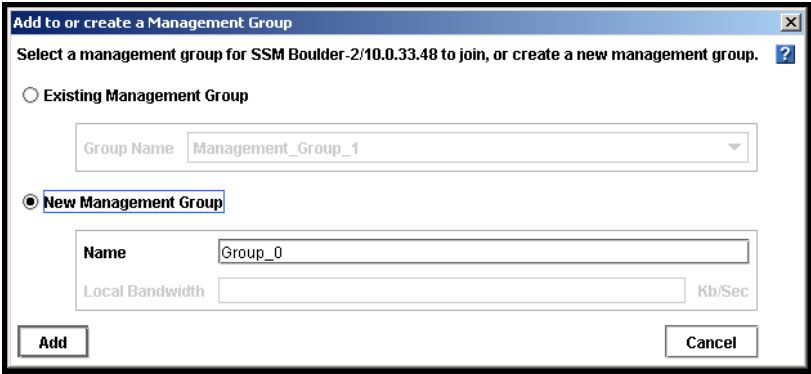 Add to or create a Management Group
Select a management group for SSM Boulder-2/10.0.33.48 to join, or create a new management group. ?
Existing Management Group
Group Name Management_Group_1
New Management Group
Name Group_0
Local Bandwidth Kb/Sec
Add Cancel